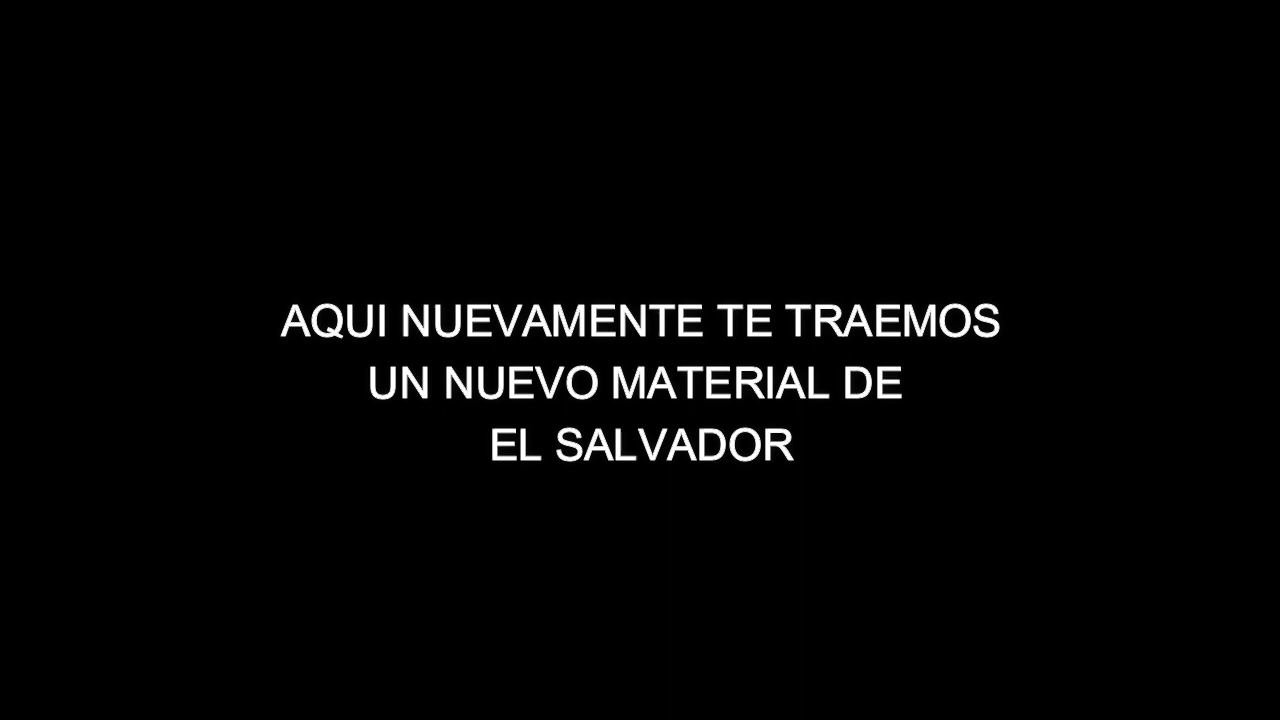 AQUI NUEVAMENTE TE TRAEMOS
UN NUEVO MATERIAL DE
EL SALVADOR